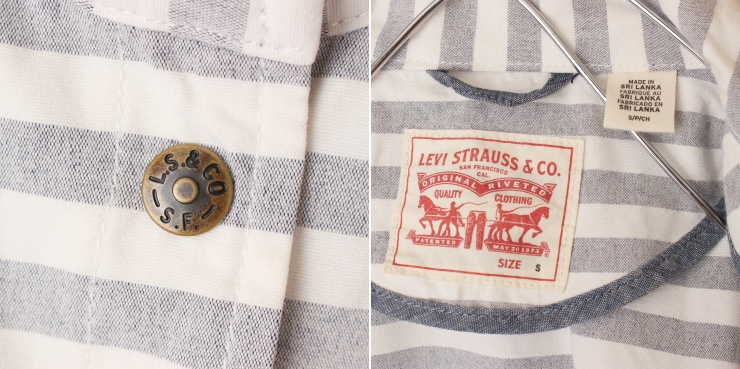 L.S.&CO
S.F.
MADE IN
SRI LANKA
FABRIQUE AU
SRI LANKA
FABRICADO EN
SRI LANKA
S/P/CH
LEVI STRAUSS & CO.
SAN FRANCISCO
CAL.
ORIGINAL RIVETED
QUALITY CLOTHING
PATENTED MAY 20 1873
SIZE S